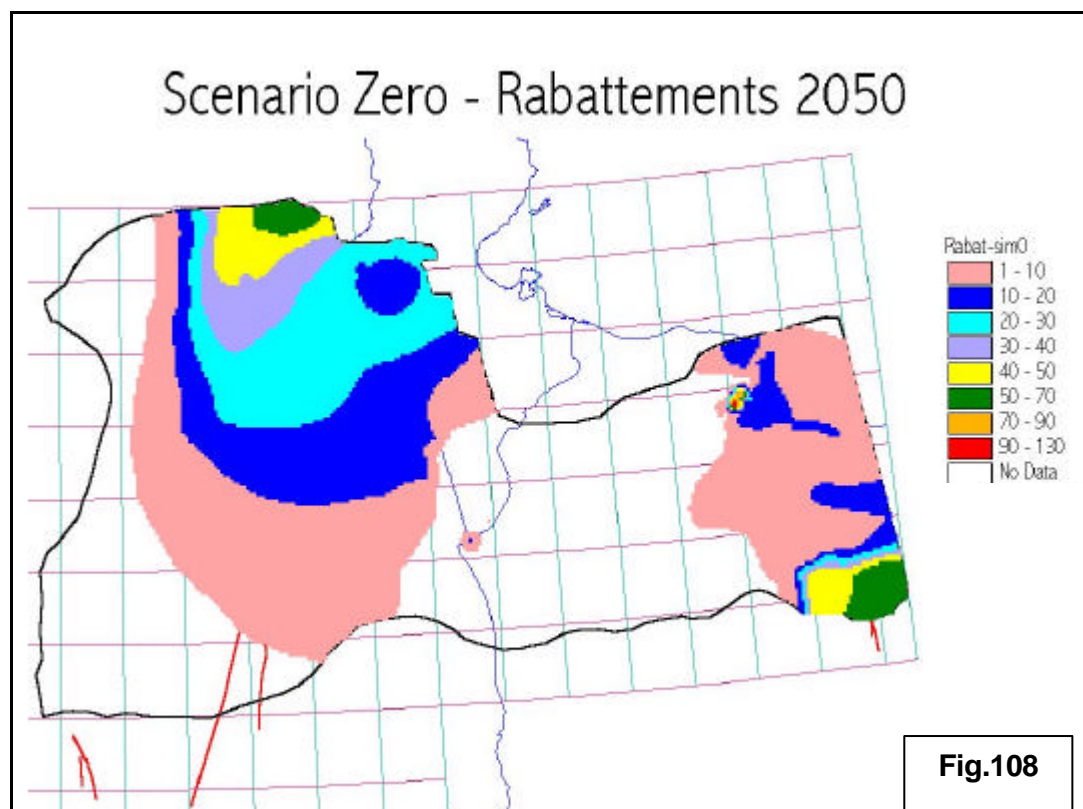 Scenario Zero - Rabattements 2050
Rabat-sim0
1 - 10
10 - 20
20 - 30
30 - 40
40 - 50
50 - 70
70 - 90
90 - 130
No Data
Fig.108